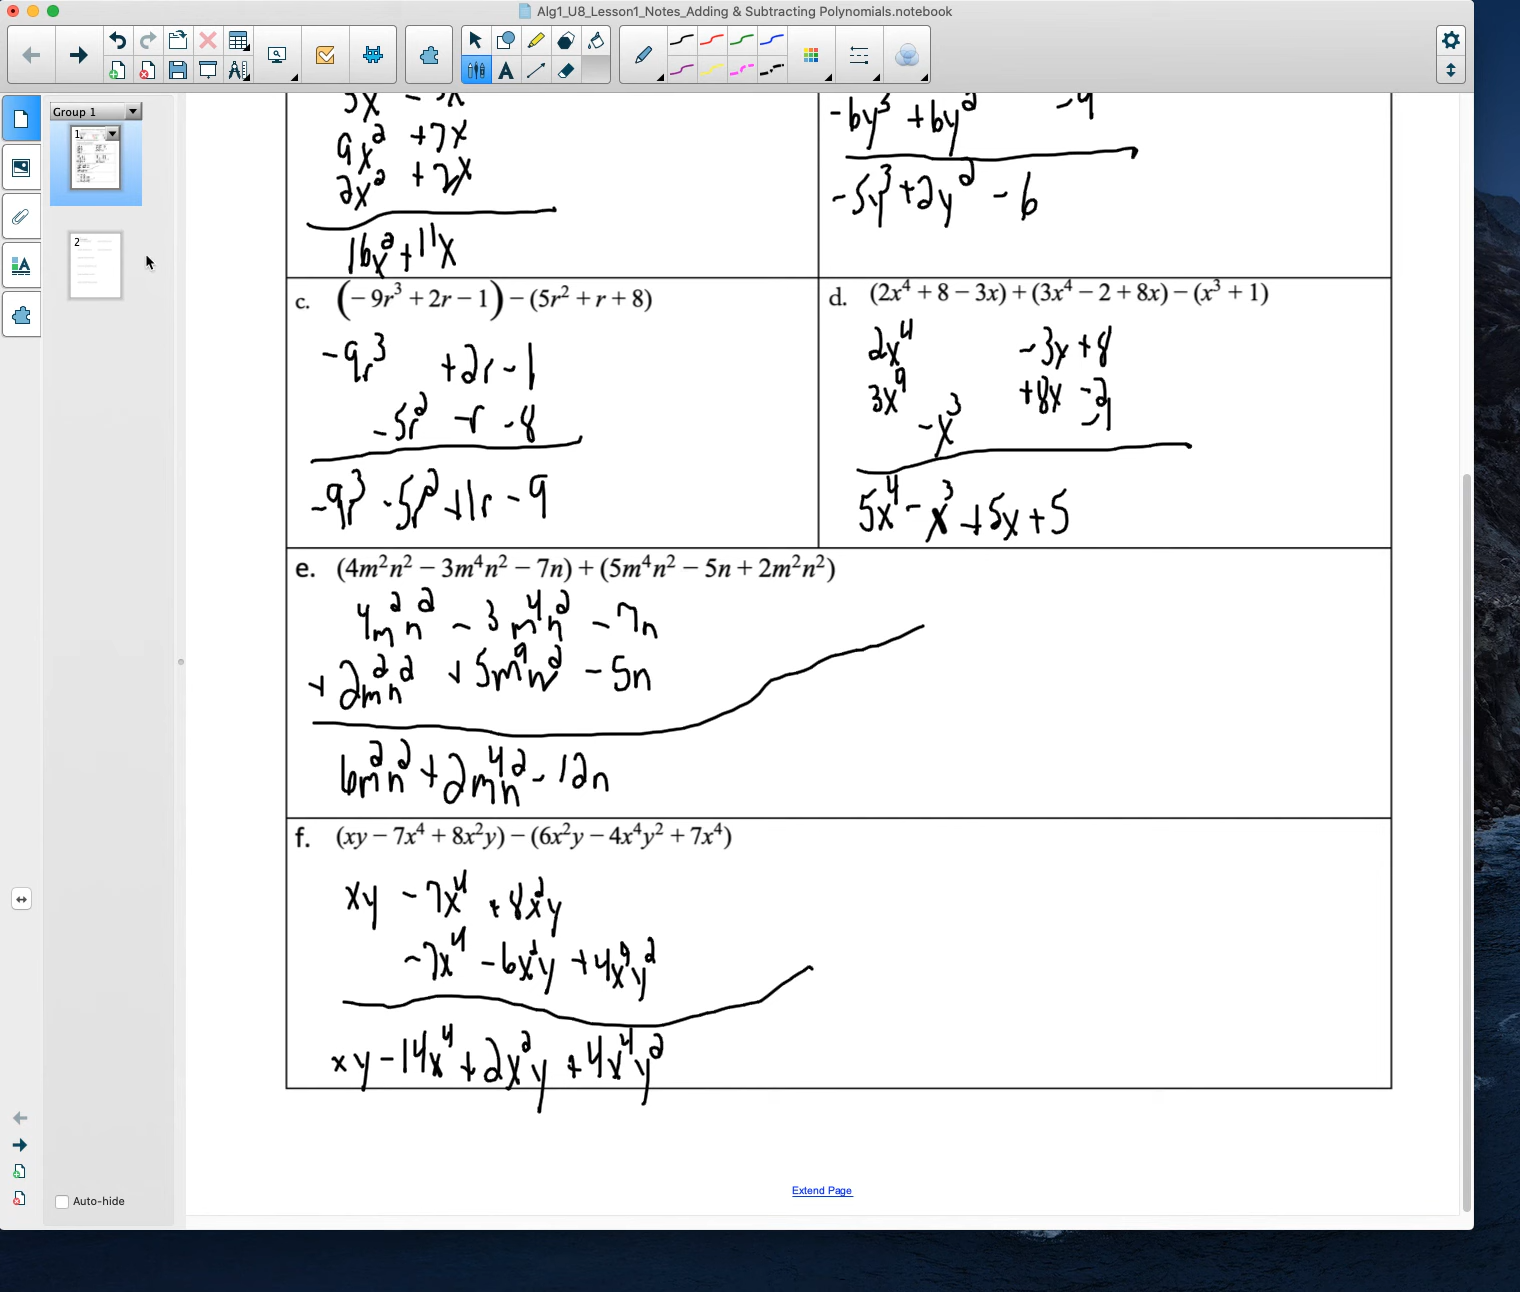 Alg1_U8_Lesson1_Notes_Adding & Subtracting Polynomials.notebook
Group 1
1
2
9x² +7x
2x² +2x
16x²+11x
-6y³ +6y² -4
-5y³+2y² -6
c. (− 9r³ + 2r − 1) − (5r² + r + 8)
-9r³ +2r-1
-5r² -r -8
-9r³ -5r² +1r -9
d. (2x⁴ + 8 − 3x) + (3x⁴ − 2 + 8x) − (x³ + 1)
2x⁴ -3x +8
3x⁴ +8x -2
-x³ -1
5x⁴ - x³ +5x+5
e. (4m²n² − 3m⁴n² − 7n) + (5m⁴n² − 5n + 2m²n²)
4m²n² - 3m⁴n² -7n
+ 2m²n² +5m⁴n² -5n
6m²n² +2m⁴n² -12n
f. (xy − 7x⁴ + 8x²y) − (6x²y − 4x⁴y² + 7x⁴)
xy -7x⁴ +8x²y
-7x⁴ -6x²y +4x⁴y²
xy-14x⁴ +2x²y +4x⁴y²
Extend Page
Auto-hide